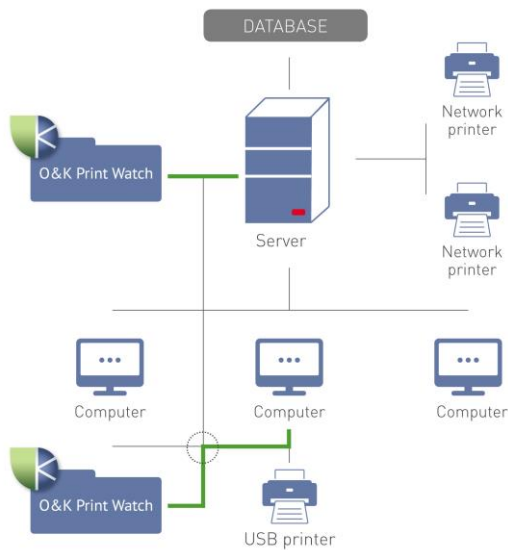 DATABASE
Network
printer
O&K Print Watch
Network
printer
Server
Computer
Computer
Computer
O&K Print Watch
USB printer